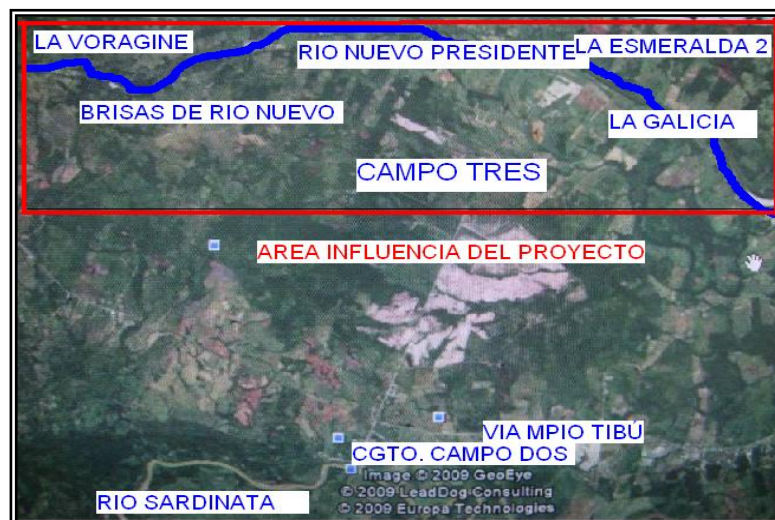 LA VORAGINE
RIO NUEVO PRESIDENTE
LA ESMERALDA 2
BRISAS DE RIO NUEVO
LA GALICIA
CAMPO TRES
AREA INFLUENCIA DEL PROYECTO
VIA MPIO TIBÚ
CGTO. CAMPO DOS
Image © 2009 GeoEye
© 2009 LeadDog Consulting
© 2009 Europa Technologies
RIO SARDINATA